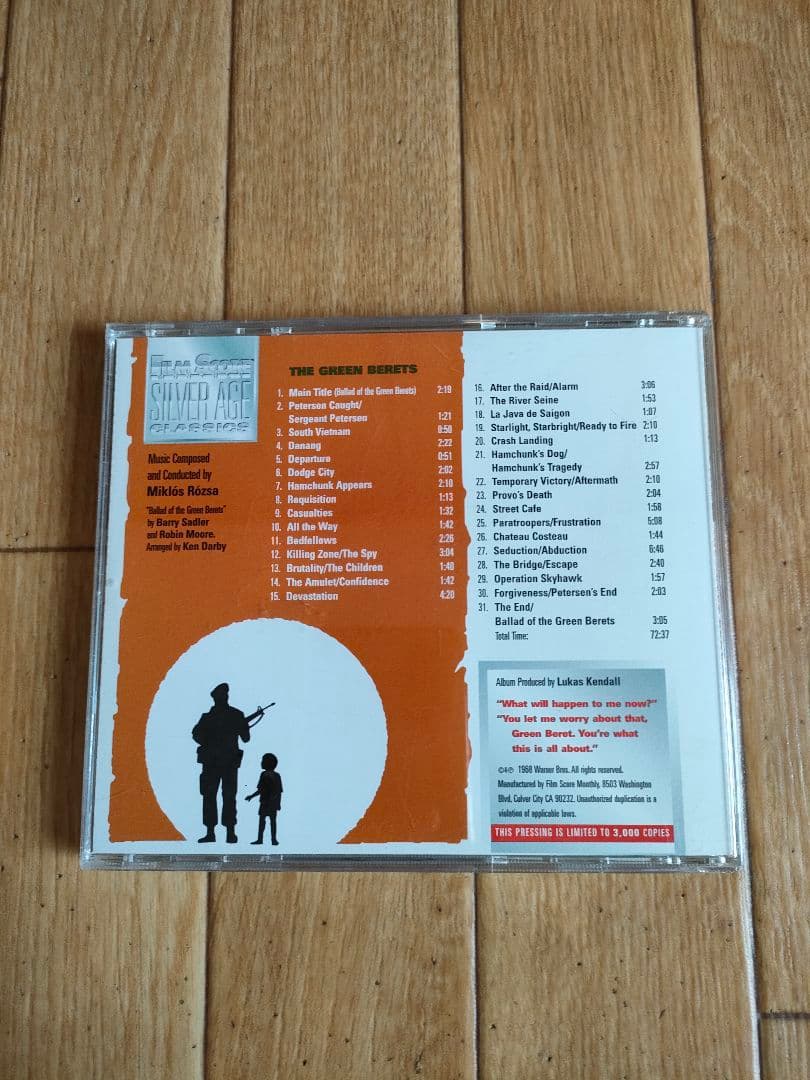 FILM SCORE
SILVER AGE
CLASSICS
Music Composed
and Conducted by
Miklós Rózsa
"Ballad of the Green Berets"
by Barry Sadler
and Robin Moore.
Arranged by Ken Darby
THE GREEN BERETS
1. Main Title (Ballad of the Green Berets) 2:19
2. Petersen Caught/
Sergeant Petersen 1:21
3. South Vietnam 0:50
4. Danang 2:22
5. Departure 0:51
6. Dodge City 2:02
7. Hamchunk Appears 2:10
8. Requisition 1:13
9. Casualties 1:32
10. All the Way 1:42
11. Bedfellows 2:26
12. Killing Zone/The Spy 3:04
13. Brutality/The Children 1:40
14. The Amulet/Confidence 1:42
15. Devastation 4:20
16. After the Raid/Alarm 3:06
17. The River Seine 1:53
18. La Java de Saigon 1:07
19. Starlight, Starbright/Ready to Fire 2:10
20. Crash Landing 1:13
21. Hamchunk's Dog/
Hamchunk's Tragedy 2:57
22. Temporary Victory/Aftermath 2:10
23. Provo's Death 2:04
24. Street Cafe 1:58
25. Paratroopers/Frustration 5:08
26. Chateau Costeau 1:44
27. Seduction/Abduction 6:46
28. The Bridge/Escape 2:40
29. Operation Skyhawk 1:57
30. Forgiveness/Petersen's End 2:03
31. The End/
Ballad of the Green Berets 3:05
Total Time: 72:37
Album Produced by Lukas Kendall
"What will happen to me now?"
"You let me worry about that,
Green Beret. You're what
this is all about."
©&℗ 1968 Warner Bros. All rights reserved.
Manufactured by Film Score Monthly, 8503 Washington
Blvd, Culver City CA 90232. Unauthorized duplication is a
violation of applicable laws.
THIS PRESSING IS LIMITED TO 3,000 COPIES